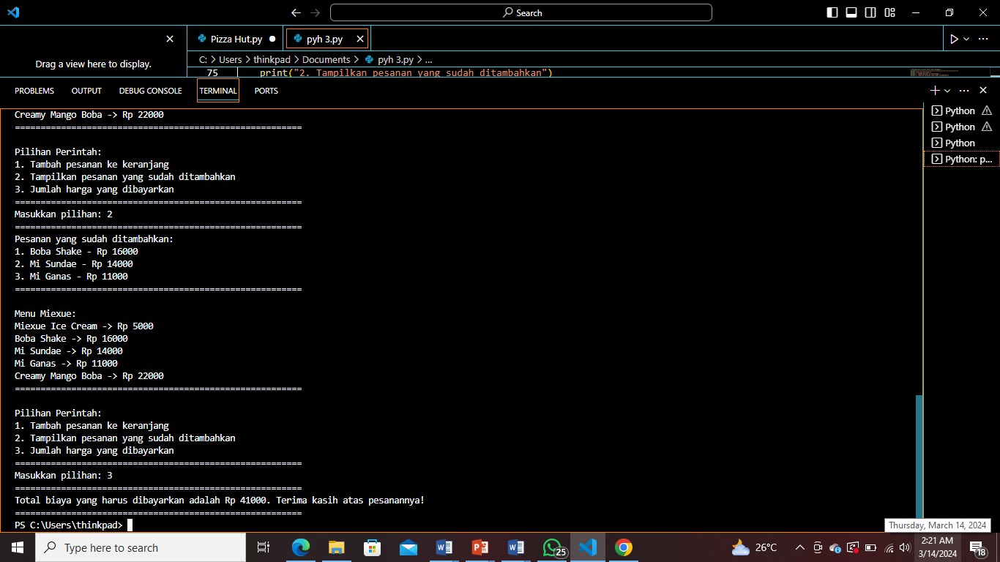 Search
Pizza Hut.py
pyh 3.py
Drag a view here to display.
C: > Users > thinkpad > Documents > pyh 3.py > ...
75 print("2. Tampilkan pesanan yang sudah ditambahkan")
PROBLEMS OUTPUT DEBUG CONSOLE TERMINAL PORTS
Creamy Mango Boba -> Rp 22000
========================================================
Pilihan Perintah:
1. Tambah pesanan ke keranjang
2. Tampilkan pesanan yang sudah ditambahkan
3. Jumlah harga yang dibayarkan
========================================================
Masukkan pilihan: 2
========================================================
Pesanan yang sudah ditambahkan:
1. Boba Shake - Rp 16000
2. Mi Sundae - Rp 14000
3. Mi Ganas - Rp 11000
========================================================
Menu Miexue:
Miexue Ice Cream -> Rp 5000
Boba Shake -> Rp 16000
Mi Sundae -> Rp 14000
Mi Ganas -> Rp 11000
Creamy Mango Boba -> Rp 22000
========================================================
Pilihan Perintah:
1. Tambah pesanan ke keranjang
2. Tampilkan pesanan yang sudah ditambahkan
3. Jumlah harga yang dibayarkan
========================================================
Masukkan pilihan: 3
========================================================
Total biaya yang harus dibayarkan adalah Rp 41000. Terima kasih atas pesanannya!
========================================================
PS C:\Users\thinkpad>
Python
Python
Python
Python: p...
Thursday, March 14, 2024
Type here to search
25
26°C
2:21 AM
3/14/2024
18